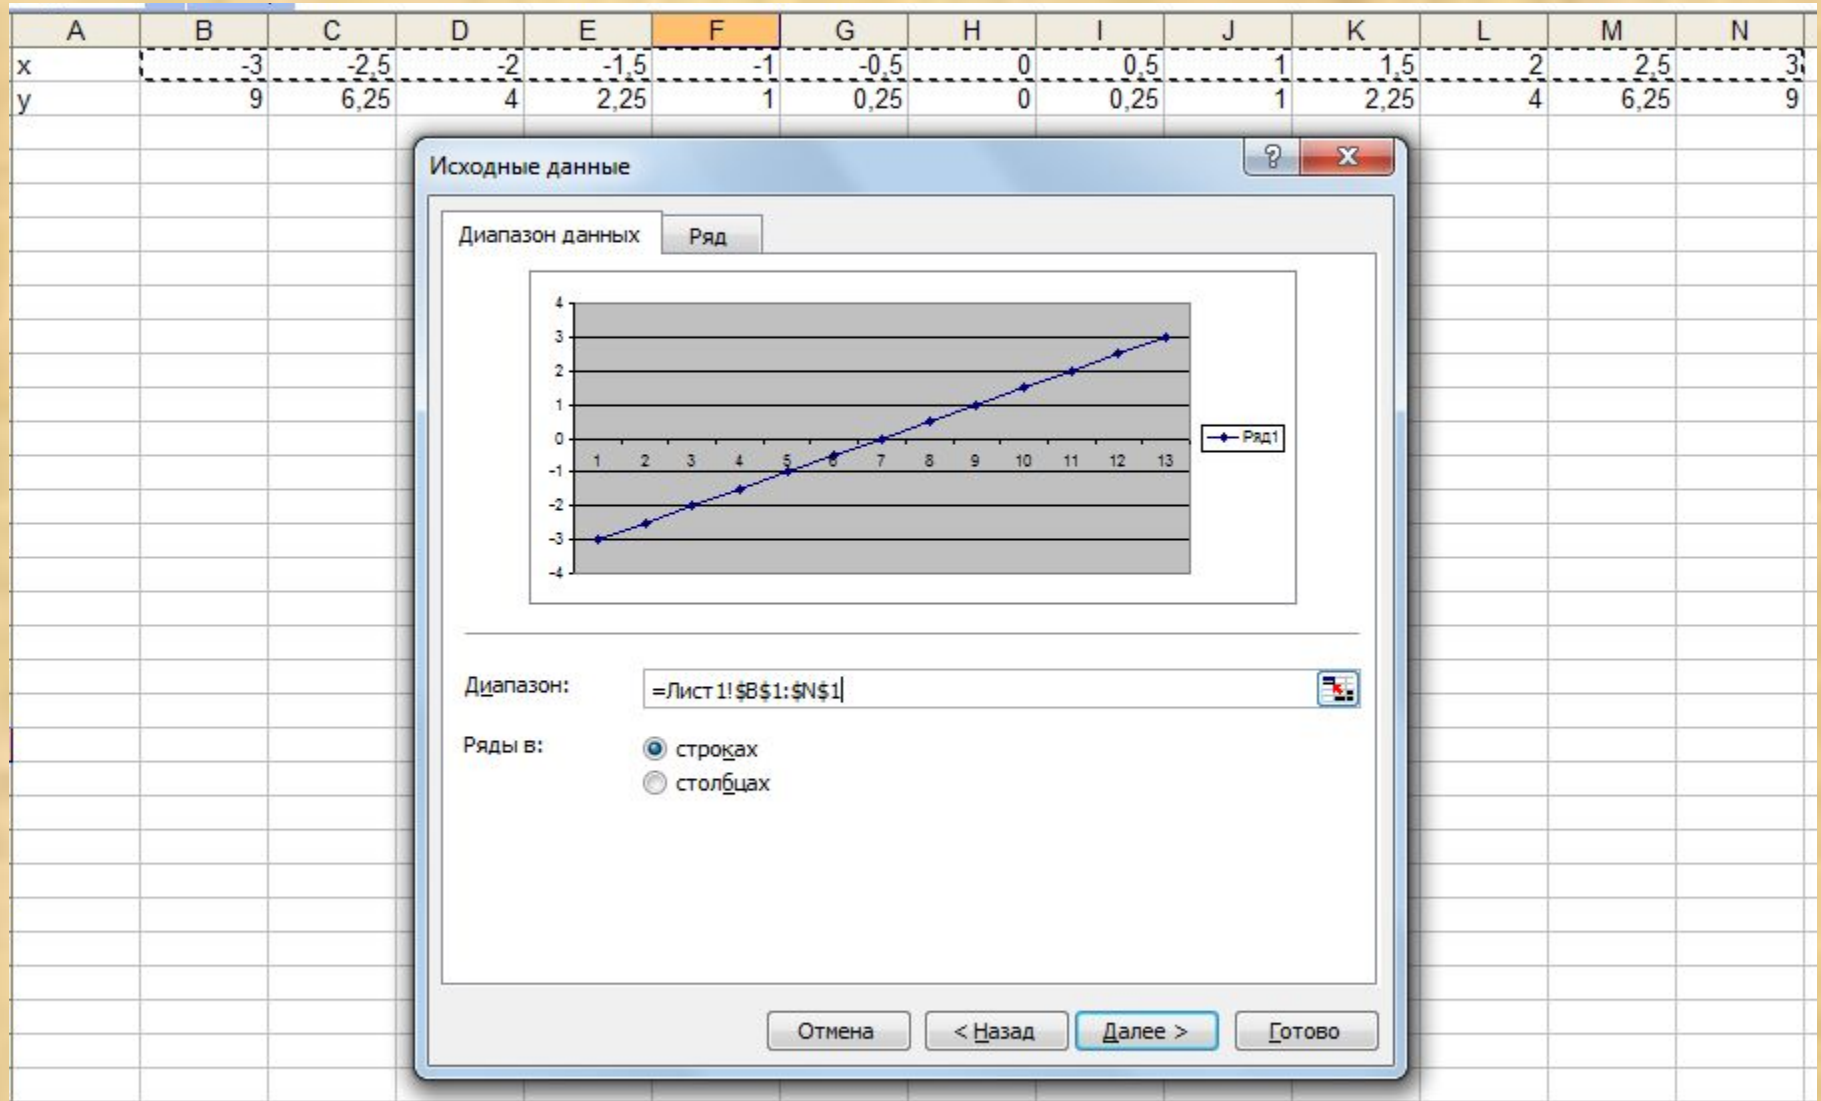 A B C D E F G H I J K L M N
x -3 -2,5 -2 -1,5 -1 -0,5 0 0,5 1 1,5 2 2,5 3
y 9 6,25 4 2,25 1 0,25 0 0,25 1 2,25 4 6,25 9
Исходные данные ? X
Диапазон данных Ряд
4
3
2
1
0
-1
-2
-3
-4
1 2 3 4 5 6 7 8 9 10 11 12 13
Ряд1
Диапазон: =Лист1!$B$1:$N$1
Ряды в: строках
столбцах
Отмена < Назад Далее > Готово